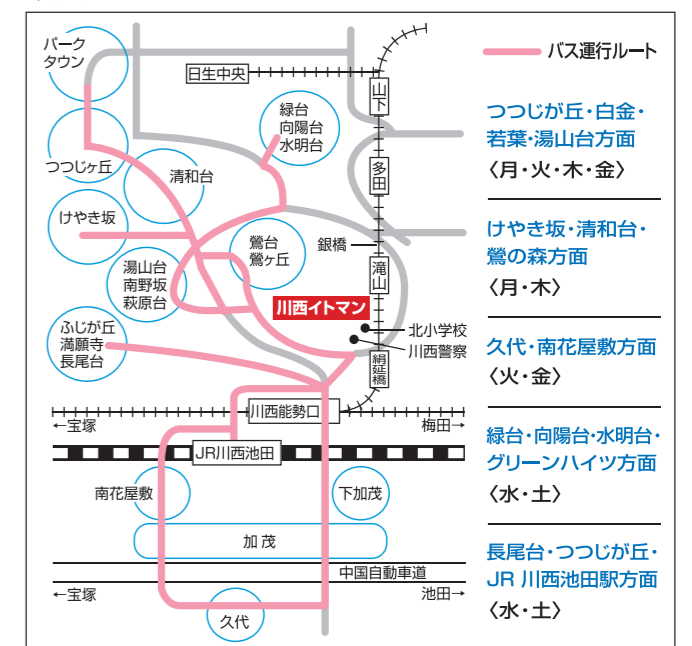 パーク
タウン
日生中央
山下
緑台
向陽台
水明台
つつじケ丘
清和台
多田
けやき坂
鶯台
鶯ヶ丘
銀橋
湯山台
南野坂
萩原台
滝山
川西イトマン
北小学校
川西警察
ふじが丘
満願寺
長尾台
絹延橋
川西能勢口
←宝塚
梅田→
JR川西池田
南花屋敷
下加茂
加茂
中国自動車道
←宝塚
池田→
久代
バス運行ルート
つつじが丘・白金・
若葉・湯山台方面
〈月・火・木・金〉
けやき坂・清和台・
鶯の森方面
〈月・木〉
久代・南花屋敷方面
〈火・金〉
緑台・向陽台・水明台・
グリーンハイツ方面
〈水・土〉
長尾台・つつじが丘・
JR 川西池田駅方面
〈水・土〉